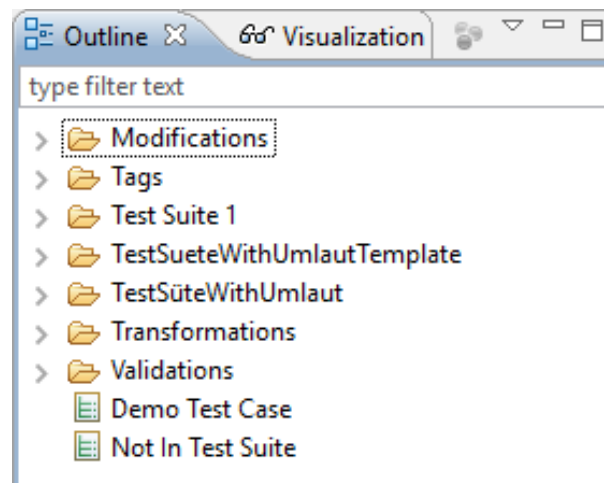 Outline Visualization
type filter text
Modifications
Tags
Test Suite 1
TestSueteWithUmlautTemplate
TestSüteWithUmlaut
Transformations
Validations
Demo Test Case
Not In Test Suite